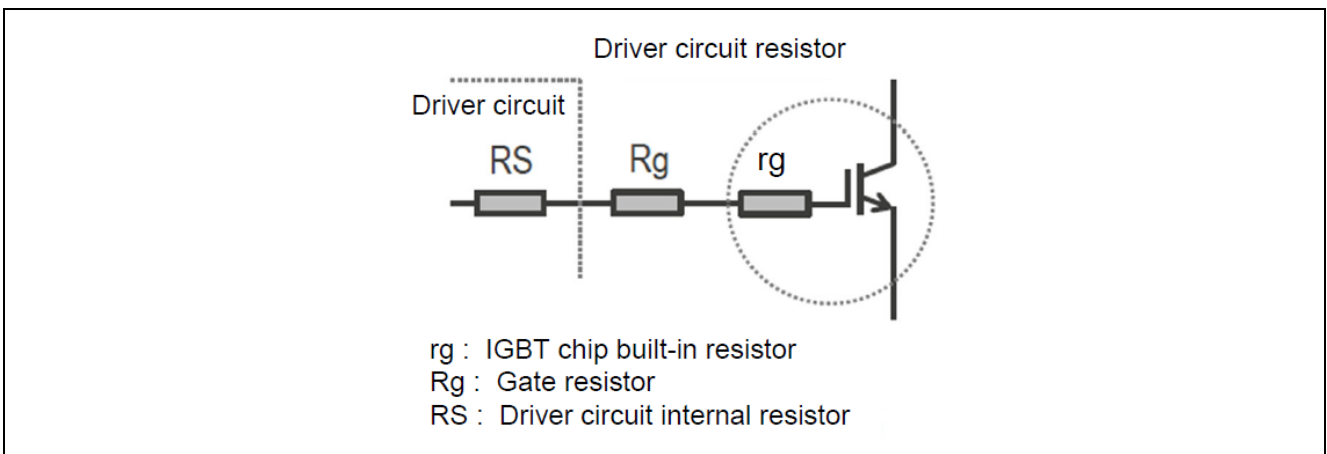 Driver circuit resistor
Driver circuit
RS
Rg
rg
rg : IGBT chip built-in resistor
Rg : Gate resistor
RS : Driver circuit internal resistor